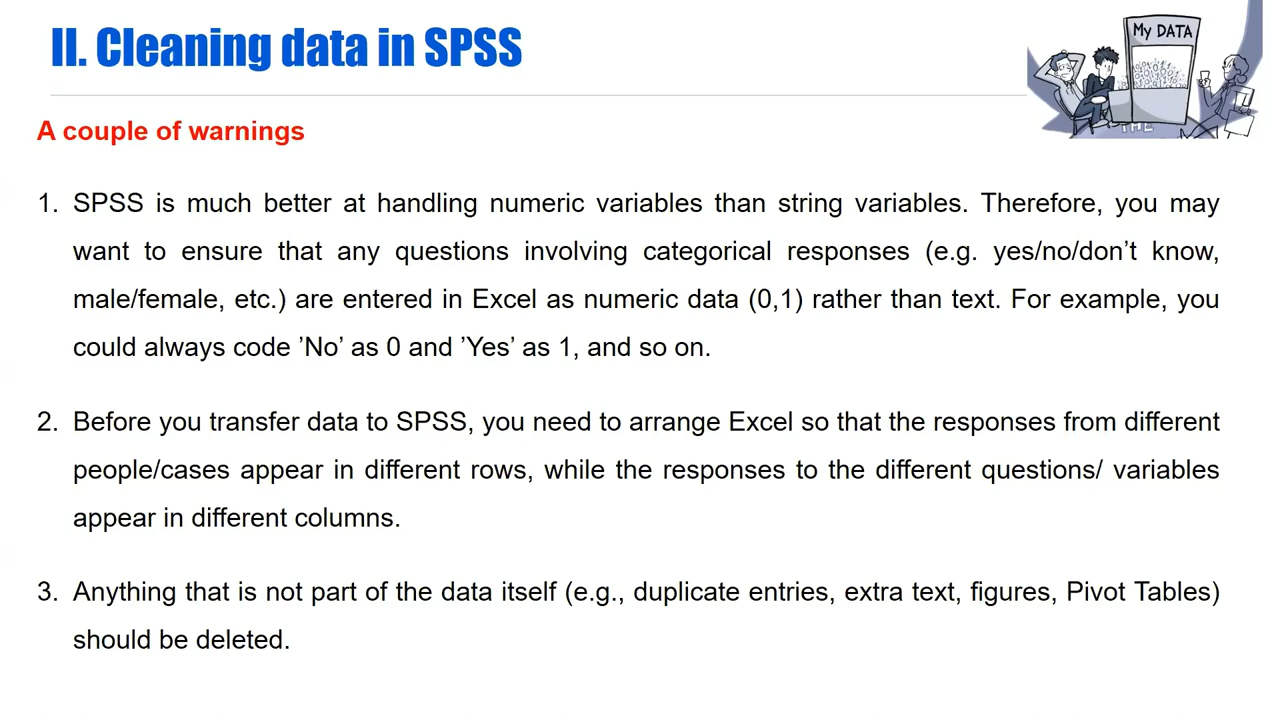 II. Cleaning data in SPSS
My DATA
THE
A couple of warnings
1. SPSS is much better at handling numeric variables than string variables. Therefore, you may
want to ensure that any questions involving categorical responses (e.g. yes/no/don’t know,
male/female, etc.) are entered in Excel as numeric data (0,1) rather than text. For example, you
could always code ’No’ as 0 and ’Yes’ as 1, and so on.
2. Before you transfer data to SPSS, you need to arrange Excel so that the responses from different
people/cases appear in different rows, while the responses to the different questions/ variables
appear in different columns.
3. Anything that is not part of the data itself (e.g., duplicate entries, extra text, figures, Pivot Tables)
should be deleted.